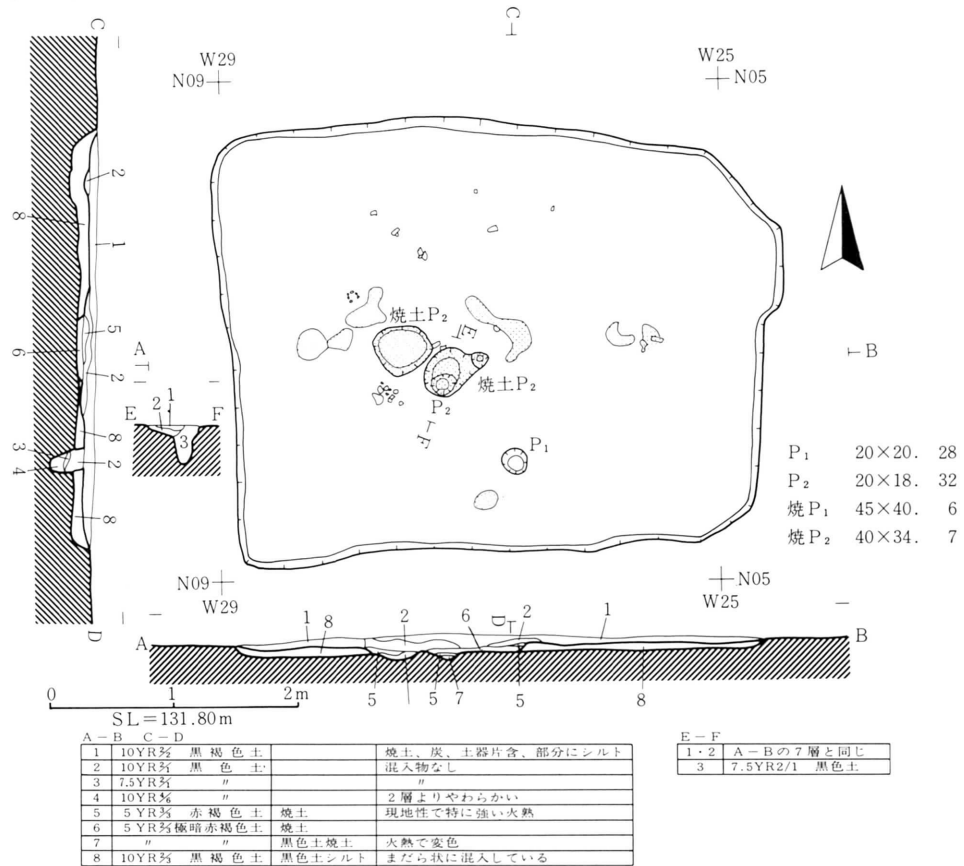 C
C
W29
W25
N09
N05
2
8
1
5
6
2
8
3
2
4
8
D
A
E
2
1
F
3
焼土P₂
E
焼土P₂
P₂
F
P₁
B
P₁ 20×20. 28
P₂ 20×18. 32
焼P₁ 45×40. 6
焼P₂ 40×34. 7
N09
W29
N05
W25
A
1
8
2
6
D
2
1
B
5
5
7
5
8
0 1 2m
SL=131.80m
A-B C-D
1 黒褐色土 焼土、炭、土器片含、部分にシルト
2 黒色土 混入物なし
3 〃 〃
4 〃 2層よりやわらかい
5 赤褐色土 焼土 現地性で特に強い火熱
6 極暗赤褐色土 焼土
7 〃 〃 黒色土焼土 火熱で変色
8 黒褐色土 黒色土シルト まだら状に混入している
E-F
1・2 A-Bの7層と同じ
3 7.5YR2/1 黒色土